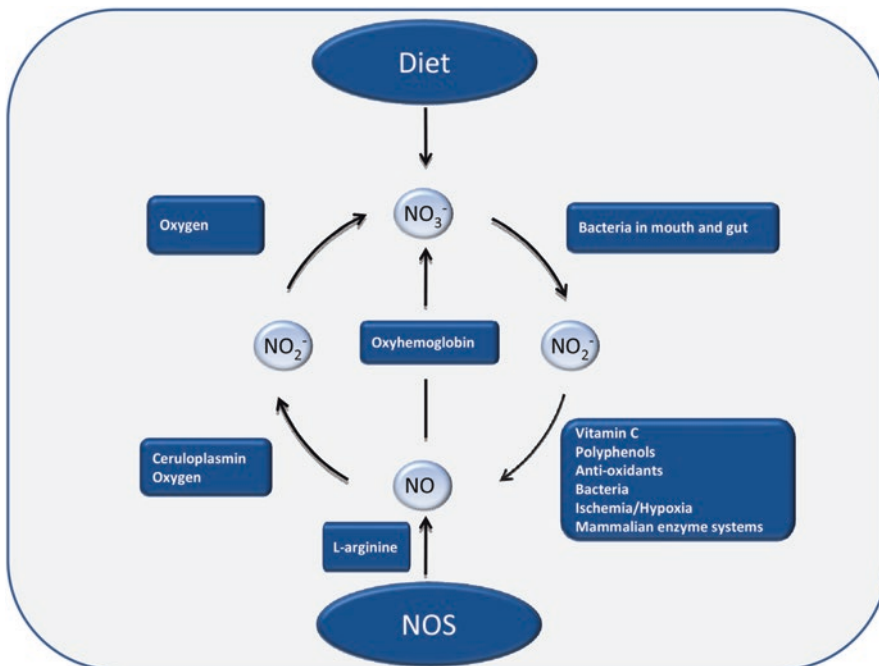 Diet
NO₃⁻
Oxygen
Bacteria in mouth and gut
NO₂⁻
Oxyhemoglobin
NO₂⁻
Ceruloplasmin
Oxygen
NO
Vitamin C
Polyphenols
Anti-oxidants
Bacteria
Ischemia/Hypoxia
Mammalian enzyme systems
L-arginine
NOS